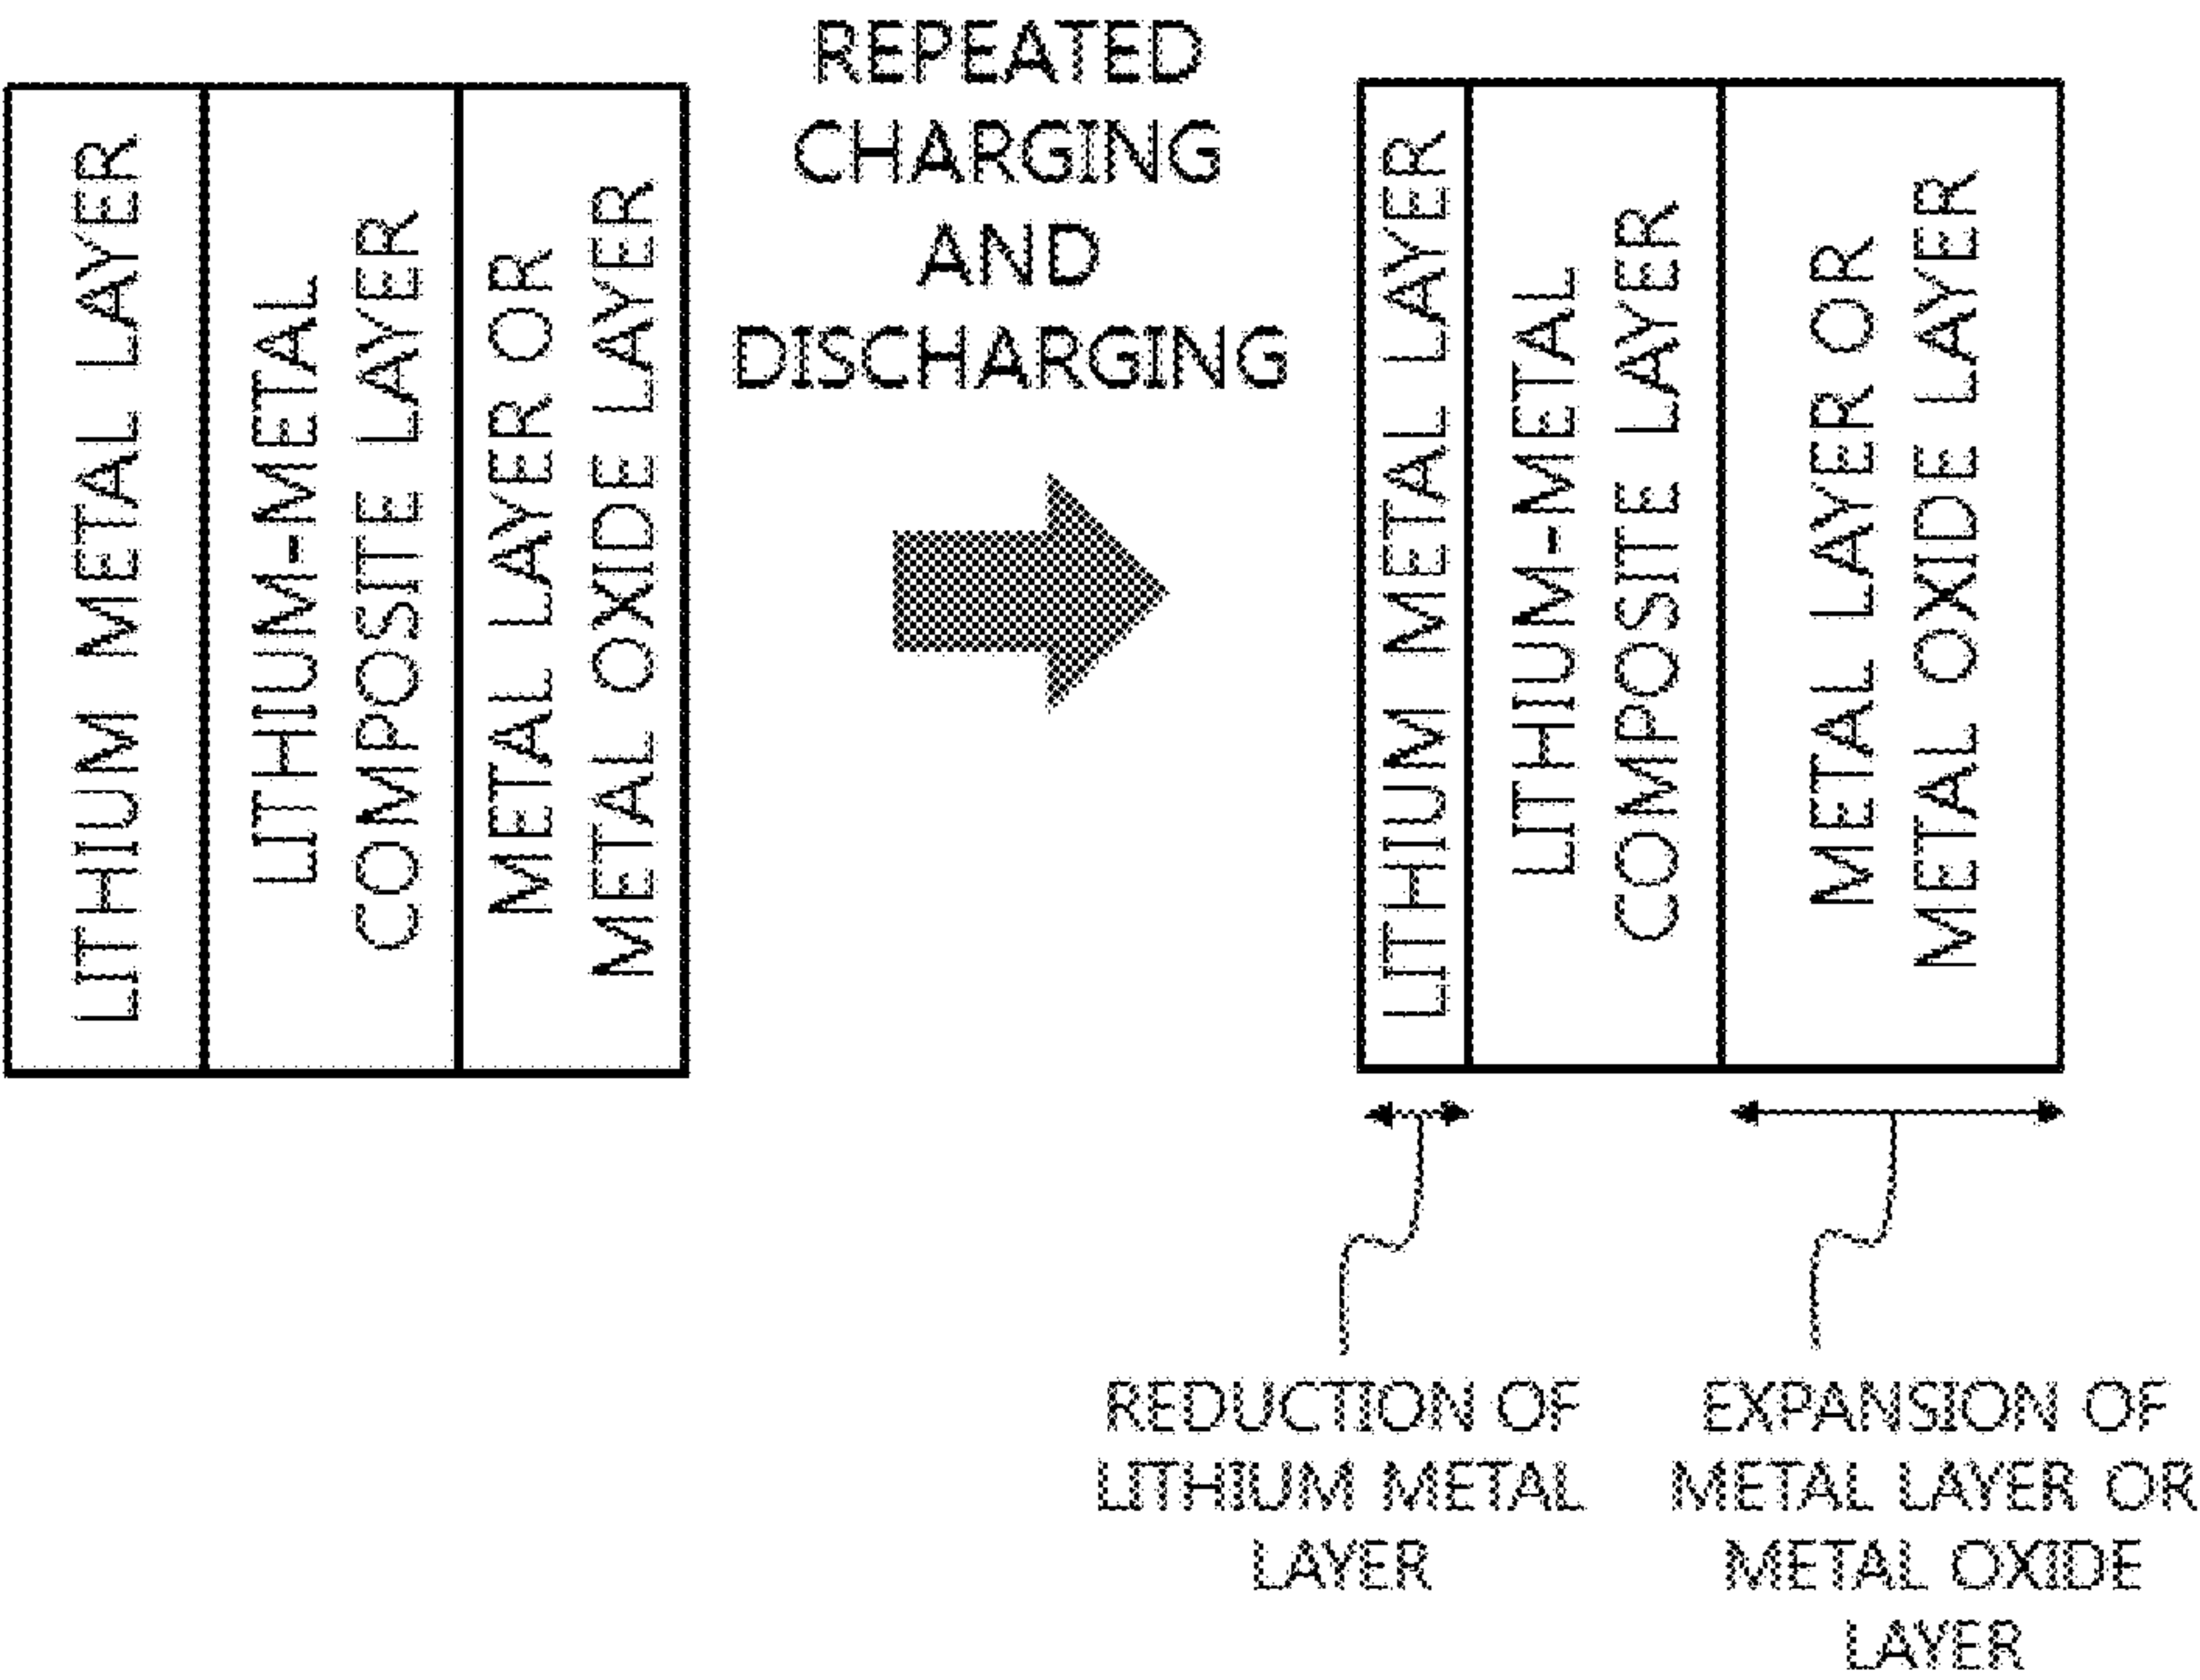 LITHIUM METAL LAYER
LITHIUM-METAL
COMPOSITE LAYER
METAL LAYER OR
METAL OXIDE LAYER
REPEATED
CHARGING
AND
DISCHARGING
LITHIUM METAL LAYER
LITHIUM-METAL
COMPOSITE LAYER
METAL LAYER OR
METAL OXIDE LAYER
REDUCTION OF
LITHIUM METAL
LAYER
EXPANSION OF
METAL LAYER OR
METAL OXIDE
LAYER